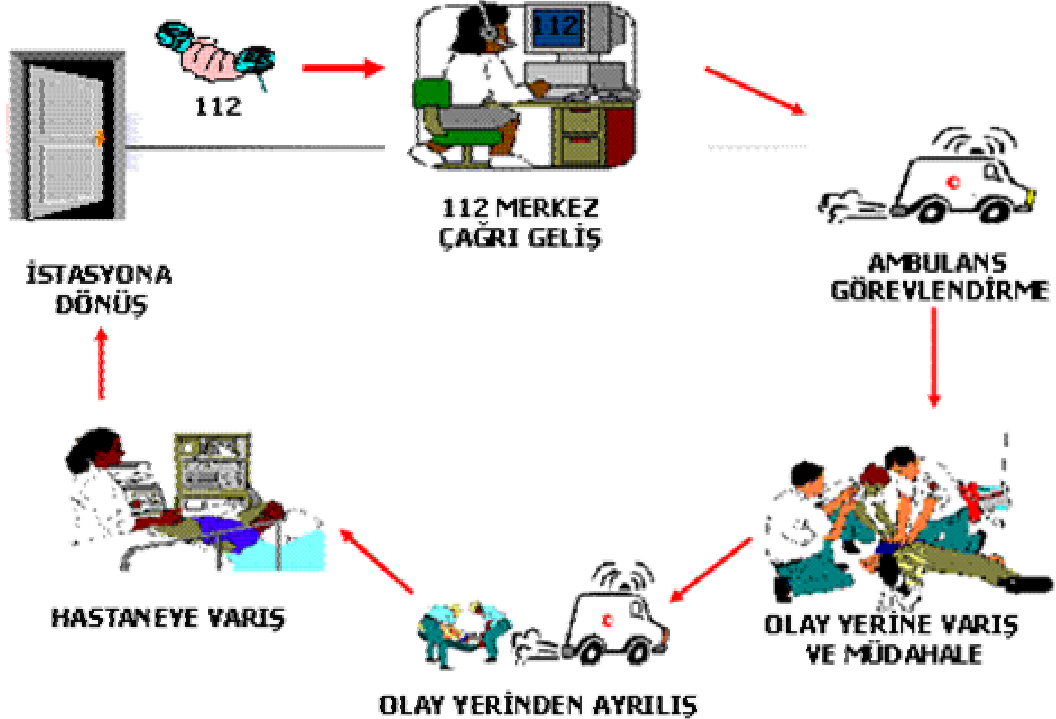 112
112
112 MERKEZ
ÇAĞRI GELİŞ
AMBULANS
GÖREVLENDİRME
OLAY YERİNE VARIŞ
VE MÜDAHALE
OLAY YERİNDEN AYRILIŞ
HASTANEYE VARIŞ
İSTASYONA
DÖNÜŞ